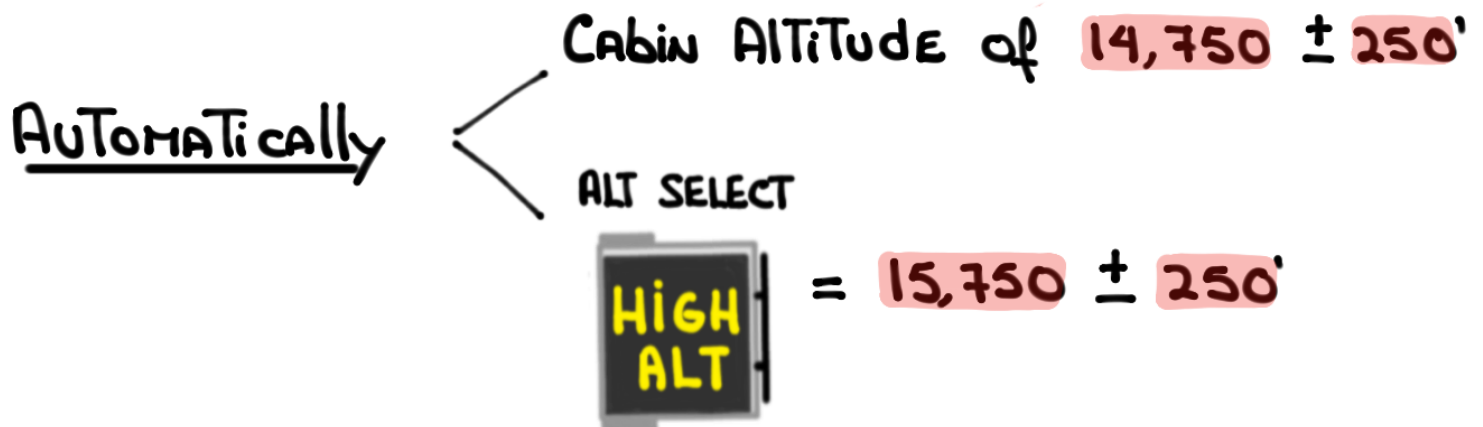 Cabin Altitude of 14,750 ± 250'
Automatically
ALT SELECT
HiGH
ALT
= 15,750 ± 250'